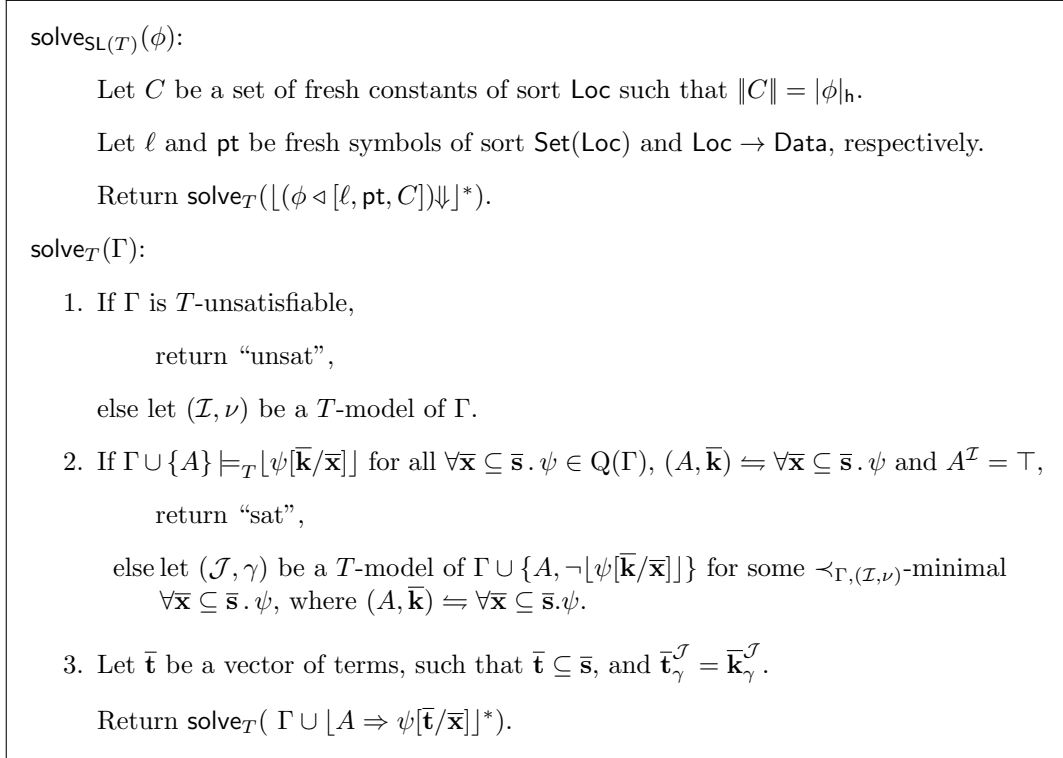 solve_{SL(T)}(ϕ):
Let C be a set of fresh constants of sort Loc such that ‖C‖ = |ϕ|_h.
Let ℓ and pt be fresh symbols of sort Set(Loc) and Loc → Data, respectively.
Return solve_T(⌊(ϕ ◁ [ℓ, pt, C])⇓⌋*).
solve_T(Γ):
1. If Γ is T-unsatisfiable,
return “unsat”,
else let (𝓘, ν) be a T-model of Γ.
2. If Γ ∪ {A} ⊨_T ⌊ψ[k̄/x̄]⌋ for all ∀x̄ ⊆ s̄ . ψ ∈ Q(Γ), (A, k̄) ⇋ ∀x̄ ⊆ s̄ . ψ and A^𝓘 = ⊤,
return “sat”,
else let (𝓙, γ) be a T-model of Γ ∪ {A, ¬⌊ψ[k̄/x̄]⌋} for some ≺_{Γ,(𝓘,ν)}-minimal
∀x̄ ⊆ s̄ . ψ, where (A, k̄) ⇋ ∀x̄ ⊆ s̄.ψ.
3. Let t̄ be a vector of terms, such that t̄ ⊆ s̄, and t̄^𝓙_γ = k̄^𝓙_γ.
Return solve_T( Γ ∪ ⌊A ⇒ ψ[t̄/x̄]⌋*).